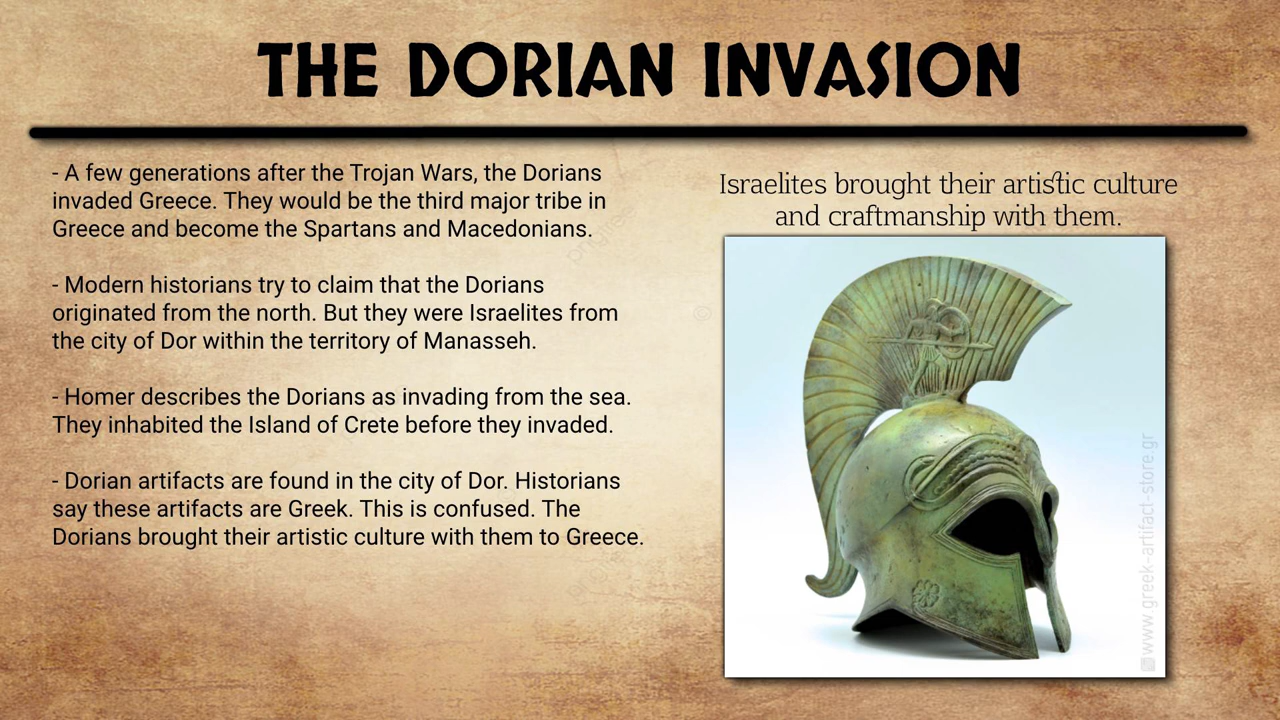 THE DORIAN INVASION
- A few generations after the Trojan Wars, the Dorians
invaded Greece. They would be the third major tribe in
Greece and become the Spartans and Macedonians.
- Modern historians try to claim that the Dorians
originated from the north. But they were Israelites from
the city of Dor within the territory of Manasseh.
- Homer describes the Dorians as invading from the sea.
They inhabited the Island of Crete before they invaded.
- Dorian artifacts are found in the city of Dor. Historians
say these artifacts are Greek. This is confused. The
Dorians brought their artistic culture with them to Greece.
Israelites brought their artistic culture
and craftmanship with them.
www.greek-artifact-store.gr